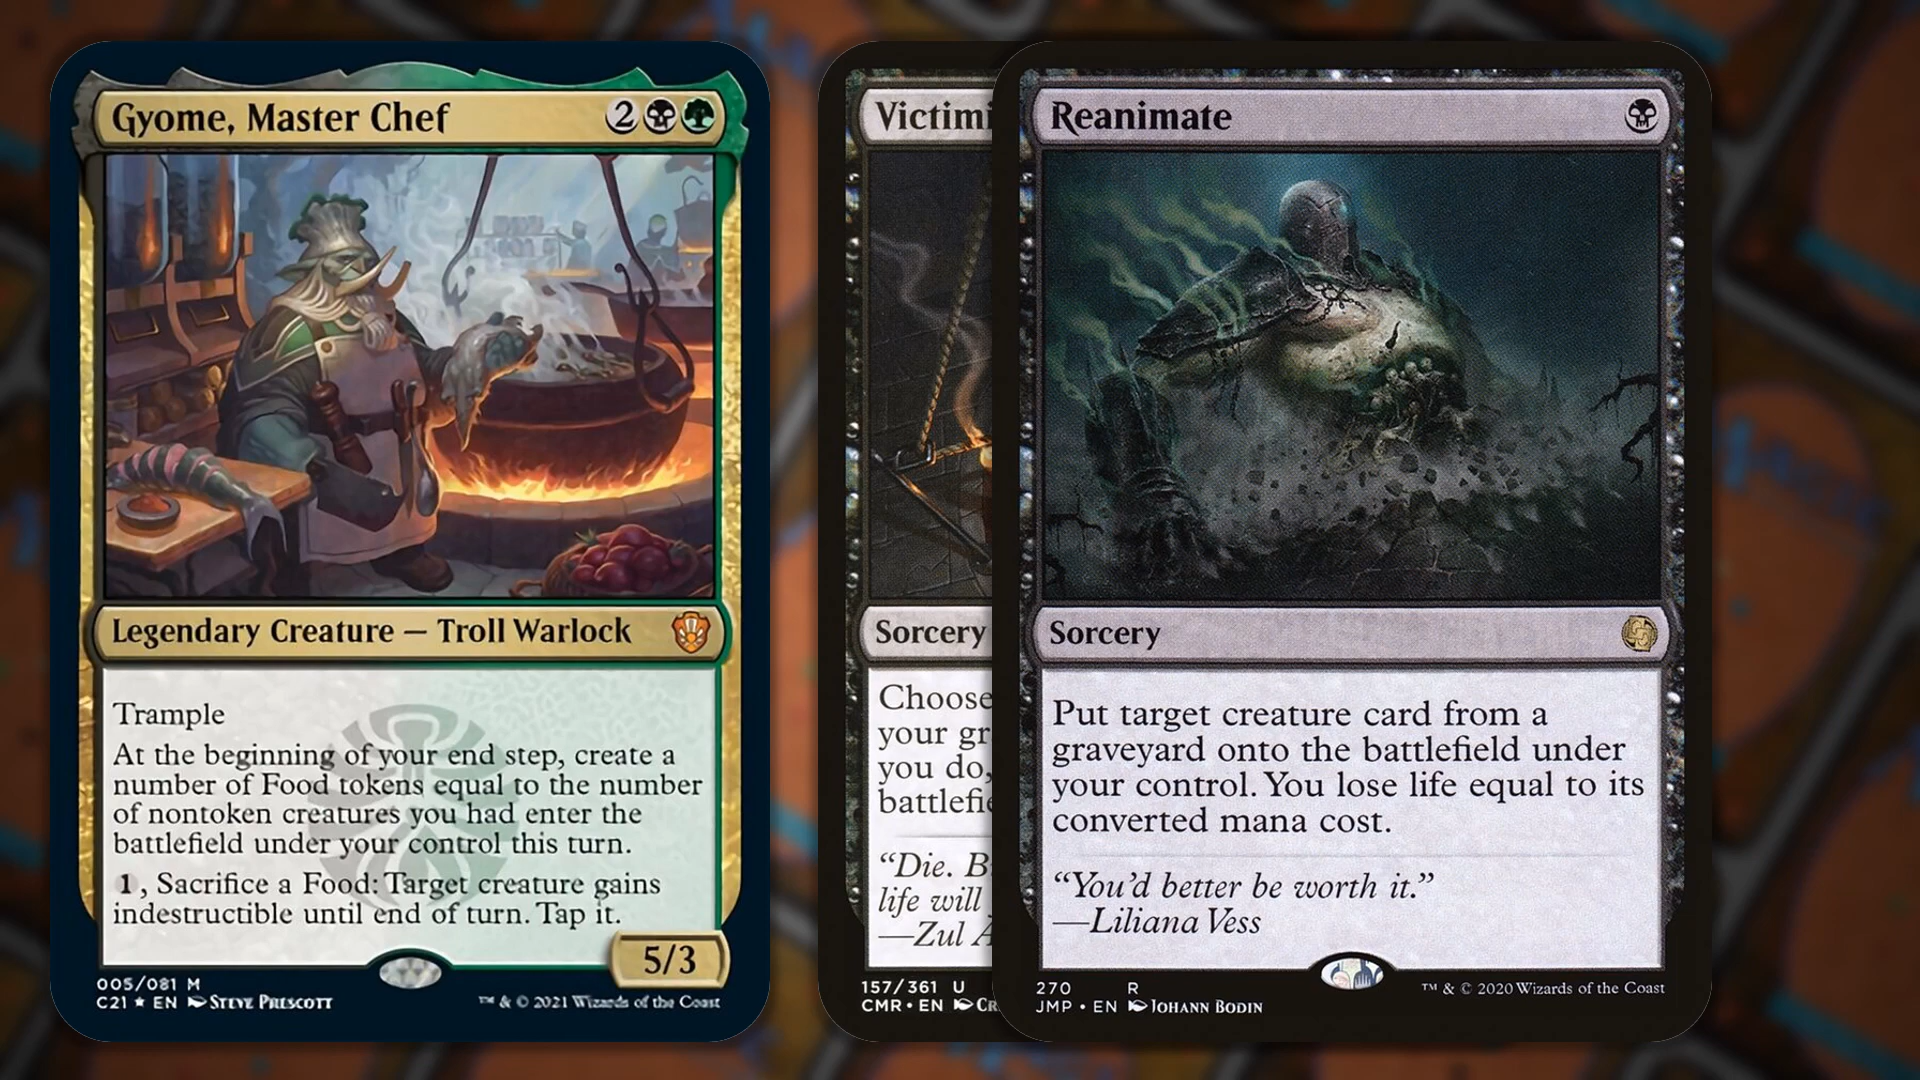 Gyome, Master Chef 2
Legendary Creature — Troll Warlock
Trample
At the beginning of your end step, create a
number of Food tokens equal to the number
of nontoken creatures you had enter the
battlefield under your control this turn.
1, Sacrifice a Food: Target creature gains
indestructible until end of turn. Tap it.
5/3
005/081 M
C21 ★ EN Steve Prescott
™ & © 2021 Wizards of the Coast
Victimi
Sorcery
Choose
your gr
you do,
battlefie
“Die. B
life will
—Zul A
157/361 U
CMR • EN CR
Reanimate
Sorcery
Put target creature card from a
graveyard onto the battlefield under
your control. You lose life equal to its
converted mana cost.
“You’d better be worth it.”
—Liliana Vess
270 R
JMP • EN Johann Bodin
™ & © 2020 Wizards of the Coast